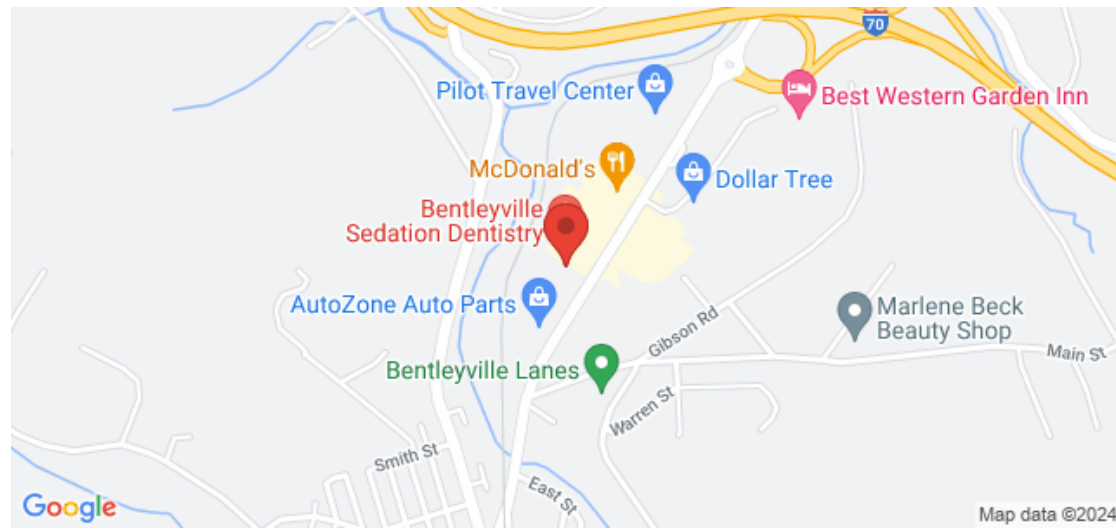 70
Pilot Travel Center
Best Western Garden Inn
McDonald's
Dollar Tree
Bentleyville
Sedation Dentistry
AutoZone Auto Parts
Marlene Beck
Beauty Shop
Gibson Rd
Main St
Bentleyville Lanes
Warren St
Smith St
East St
Google
Map data ©2024